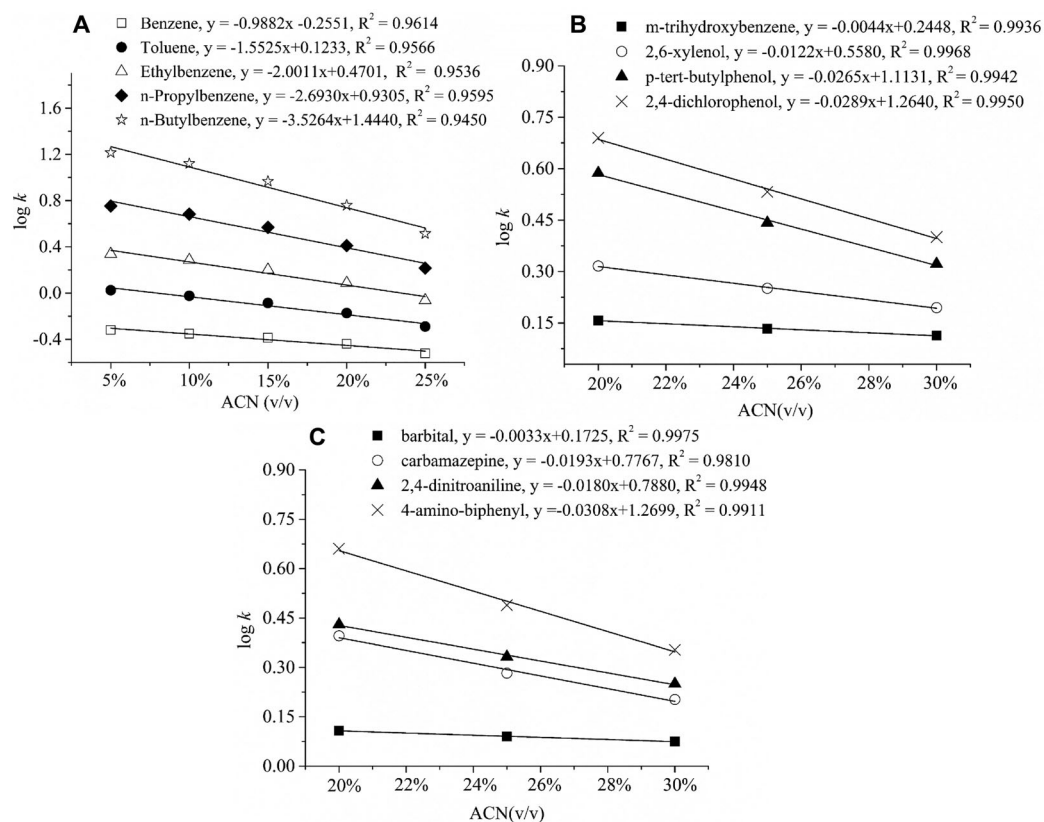 A
Benzene, y = -0.9882x -0.2551, R² = 0.9614
Toluene, y = -1.5525x+0.1233, R² = 0.9566
Ethylbenzene, y = -2.0011x+0.4701, R² = 0.9536
n-Propylbenzene, y = -2.6930x+0.9305, R² = 0.9595
n-Butylbenzene, y = -3.5264x+1.4440, R² = 0.9450
log k
1.2
0.8
0.4
0.0
-0.4
5% 10% 15% 20% 25%
ACN (v/v)
B
m-trihydroxybenzene, y = -0.0044x+0.2448, R² = 0.9936
2,6-xylenol, y = -0.0122x+0.5580, R² = 0.9968
p-tert-butylphenol, y = -0.0265x+1.1131, R² = 0.9942
2,4-dichlorophenol, y = -0.0289x+1.2640, R² = 0.9950
log k
0.90
0.75
0.60
0.45
0.30
0.15
20% 22% 24% 26% 28% 30%
ACN(v/v)
C
barbital, y = -0.0033x+0.1725, R² = 0.9975
carbamazepine, y = -0.0193x+0.7767, R² = 0.9810
2,4-dinitroaniline, y = -0.0180x+0.7880, R² = 0.9948
4-amino-biphenyl, y =-0.0308x+1.2699, R² = 0.9911
log k
0.90
0.75
0.60
0.45
0.30
0.15
0.00
20% 22% 24% 26% 28% 30%
ACN(v/v)